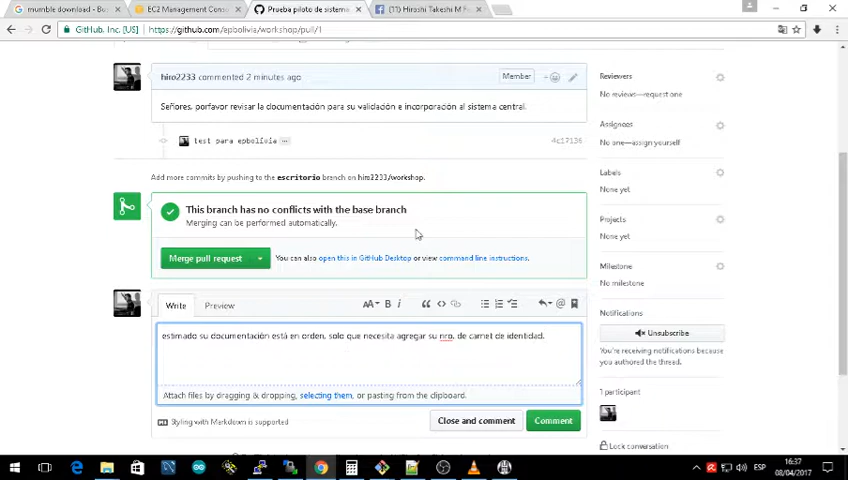 mumble download - Bu
EC2 Management Cons
Prueba piloto de sistema
(11) Hiroshi Takeshi M F
GitHub, Inc. [US]
https://github.com/epbolivia/workshop/pull/1
hiro2233 commented 2 minutes ago
Member
Señores, porfavor revisar la documentación para su validación e incorporación al sistema central.
test para epbolivia
4c17136
Add more commits by pushing to the escritorio branch on hiro2233/workshop.
This branch has no conflicts with the base branch
Merging can be performed automatically.
Merge pull request
You can also open this in GitHub Desktop or view command line instructions.
Write
Preview
AA
B
i
estimado su documentación está en orden, solo que necesita agregar su nro. de carnet de identidad.
Attach files by dragging & dropping, selecting them, or pasting from the clipboard.
Styling with Markdown is supported
Close and comment
Comment
Reviewers
No reviews—request one
Assignees
No one—assign yourself
Labels
None yet
Projects
None yet
Milestone
No milestone
Unsubscribe
You're receiving notifications because
you authored the thread.
1 participant
Lock conversation
ESP
16:37
08/04/2017